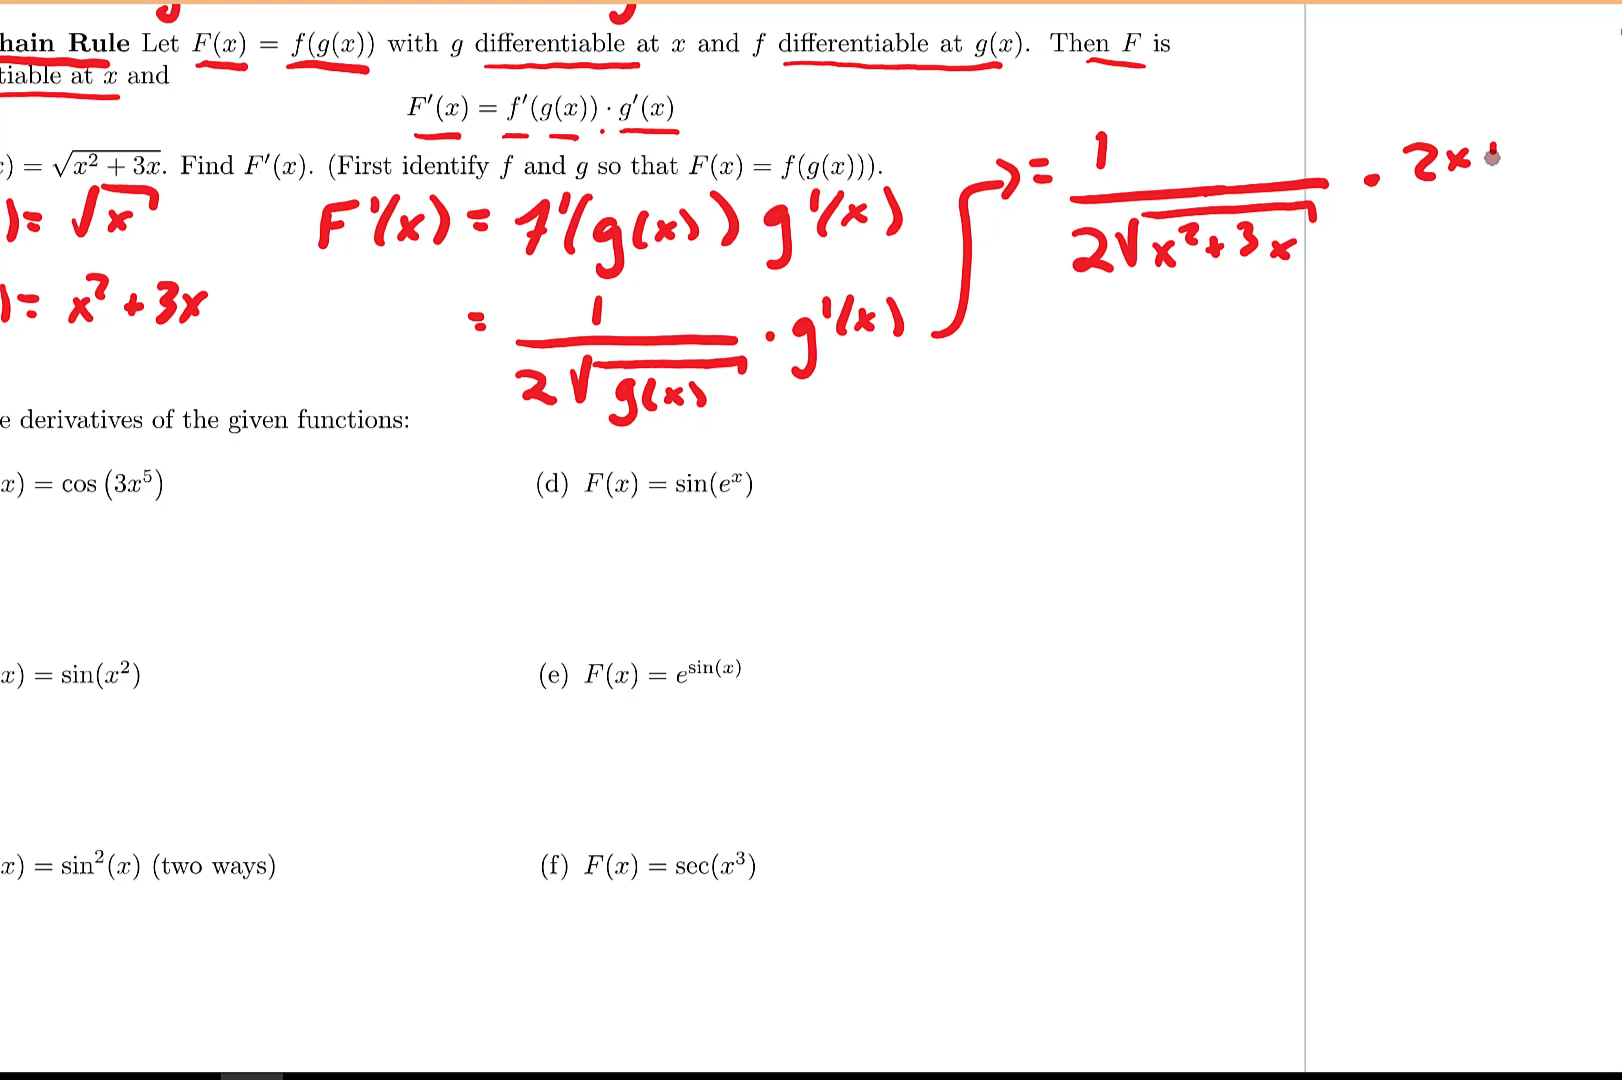 hain Rule Let F(x) = f(g(x)) with g differentiable at x and f differentiable at g(x). Then F is
tiable at x and
F′(x) = f′(g(x)) · g′(x)
) = √(x² + 3x). Find F′(x). (First identify f and g so that F(x) = f(g(x))).
) = √x
) = x² + 3x
F'(x) = f'(g(x)) g'(x)
= 1/(2√g(x)) · g'(x)
= 1/(2√(x² + 3x)) · 2x +
e derivatives of the given functions:
x) = cos (3x⁵)
(d) F(x) = sin(eˣ)
x) = sin(x²)
(e) F(x) = e^sin(x)
x) = sin²(x) (two ways)
(f) F(x) = sec(x³)